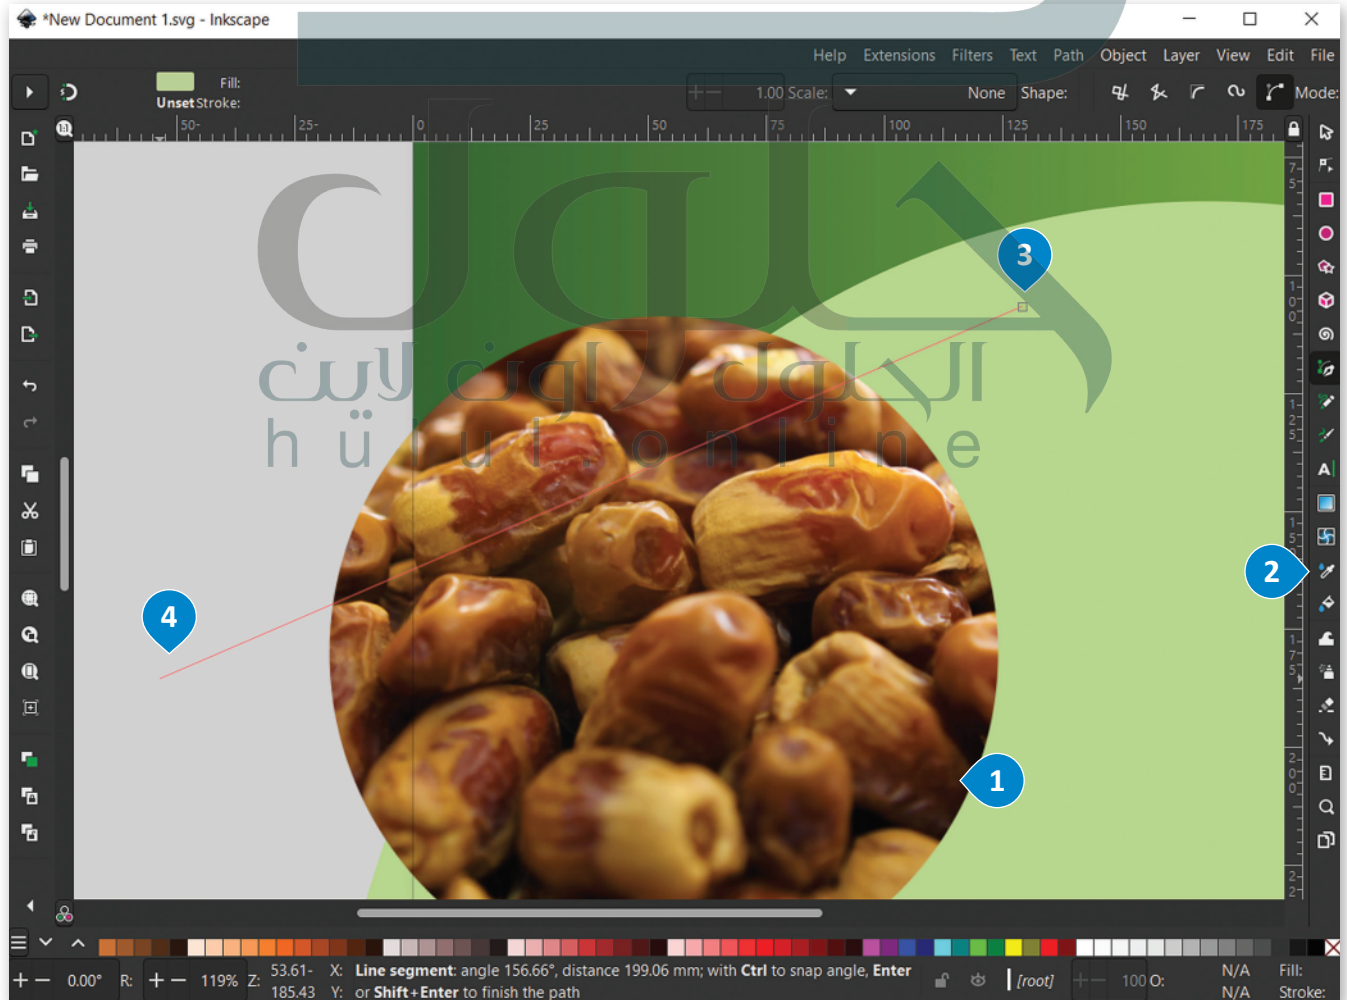 *New Document 1.svg - Inkscape
Help Extensions Filters Text Path Object Layer View Edit File
Fill:
Unset Stroke:
1.00 Scale: None Shape: Mode:
50- 25- 0 25 50 75 100 125 150 175
3
حلول
الحلول اون لاين
hulul.online
2
4
1
0.00° R: 119% Z:
53.61- X:
185.43 Y:
Line segment: angle 156.66°, distance 199.06 mm; with Ctrl to snap angle, Enter
or Shift+Enter to finish the path
[root] 100 O:
N/A Fill:
N/A Stroke: